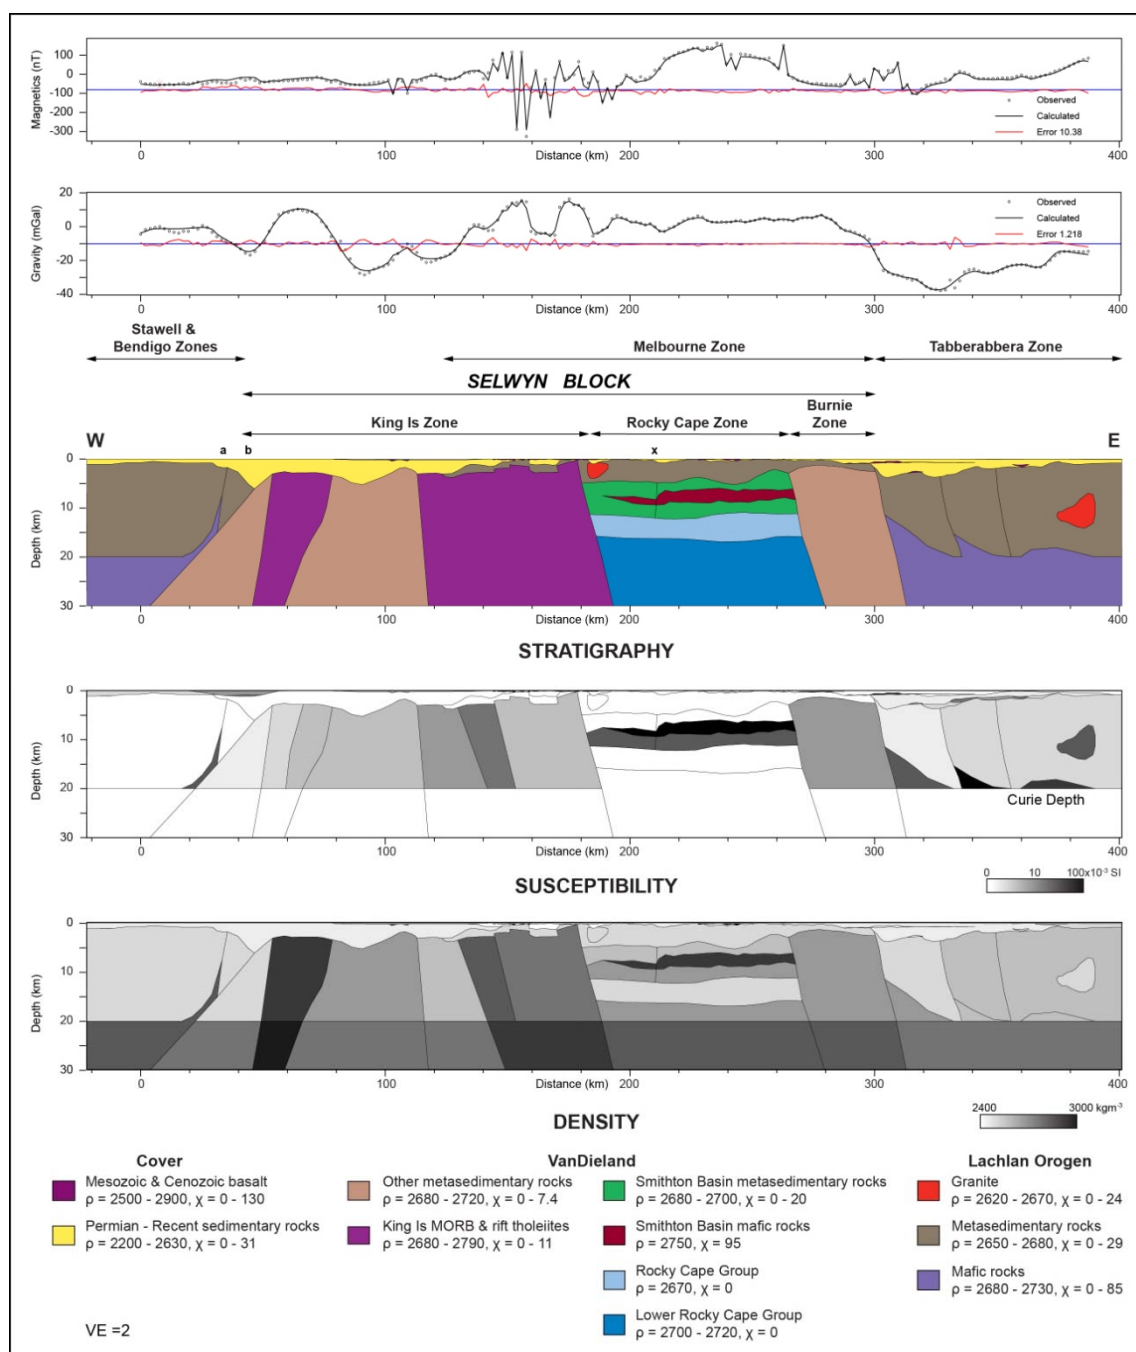 Magnetics (nT)
100
0
-100
-200
-300
Observed
Calculated
Error 10.38
0 100 Distance (km) 200 300 400
Gravity (mGal)
20
0
-20
-40
Observed
Calculated
Error 1.218
0 100 Distance (km) 200 300 400
Stawell &
Bendigo Zones
Melbourne Zone
Tabberabbera Zone
SELWYN BLOCK
King Is Zone
Rocky Cape Zone
Burnie
Zone
W
E
a
b
x
Depth (km)
0
10
20
30
0 100 Distance (km) 200 300 400
STRATIGRAPHY
Depth (km)
0
10
20
30
Curie Depth
0 100 Distance (km) 200 300 400
0 10 100x10⁻³ SI
SUSCEPTIBILITY
Depth (km)
0
10
20
30
0 100 Distance (km) 200 300 400
2400 3000 kgm⁻³
DENSITY
Cover
Mesozoic & Cenozoic basalt
ρ = 2500 - 2900, χ = 0 - 130
Permian - Recent sedimentary rocks
ρ = 2200 - 2630, χ = 0 - 31
VanDieland
Other metasedimentary rocks
ρ = 2680 - 2720, χ = 0 - 7.4
King Is MORB & rift tholeiites
ρ = 2680 - 2790, χ = 0 - 11
Smithton Basin metasedimentary rocks
ρ = 2680 - 2700, χ = 0 - 20
Smithton Basin mafic rocks
ρ = 2750, χ = 95
Rocky Cape Group
ρ = 2670, χ = 0
Lower Rocky Cape Group
ρ = 2700 - 2720, χ = 0
Lachlan Orogen
Granite
ρ = 2620 - 2670, χ = 0 - 24
Metasedimentary rocks
ρ = 2650 - 2680, χ = 0 - 29
Mafic rocks
ρ = 2680 - 2730, χ = 0 - 85
VE =2